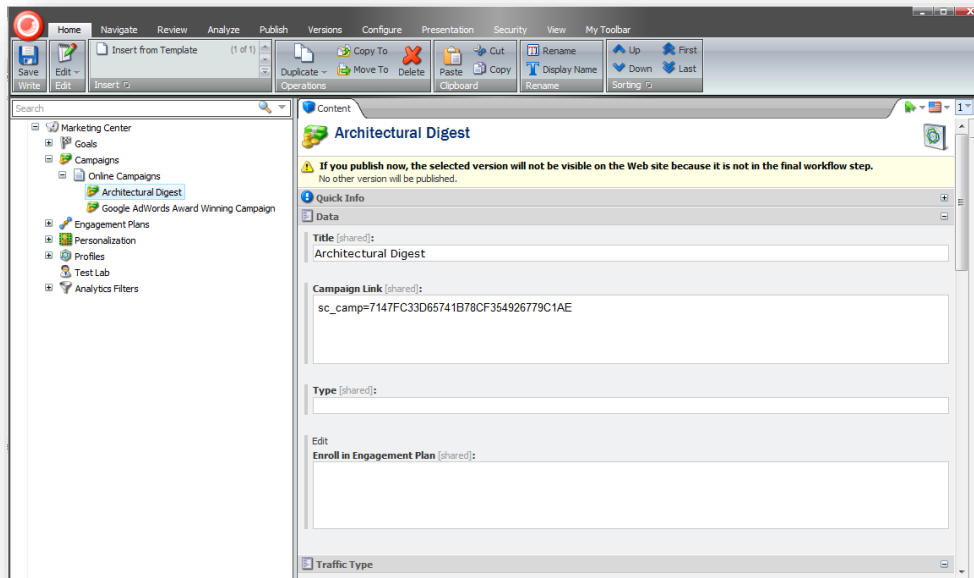 Home Navigate Review Analyze Publish Versions Configure Presentation Security View My Toolbar
Insert from Template (1 of 1) Copy To Cut Rename Up First
Save Edit Duplicate Move To Delete Paste Copy Display Name Down Last
Write Edit Insert Operations Clipboard Rename Sorting
Search
Content
1
Marketing Center
Goals
Campaigns
Online Campaigns
Architectural Digest
Google AdWords Award Winning Campaign
Engagement Plans
Personalization
Profiles
Test Lab
Analytics Filters
Architectural Digest
If you publish now, the selected version will not be visible on the Web site because it is not in the final workflow step.
No other version will be published.
Quick Info
Data
Title [shared]:
Architectural Digest
Campaign Link [shared]:
sc_camp=7147FC33D65741B78CF354926779C1AE
Type [shared]:
Edit
Enroll in Engagement Plan [shared]:
Traffic Type